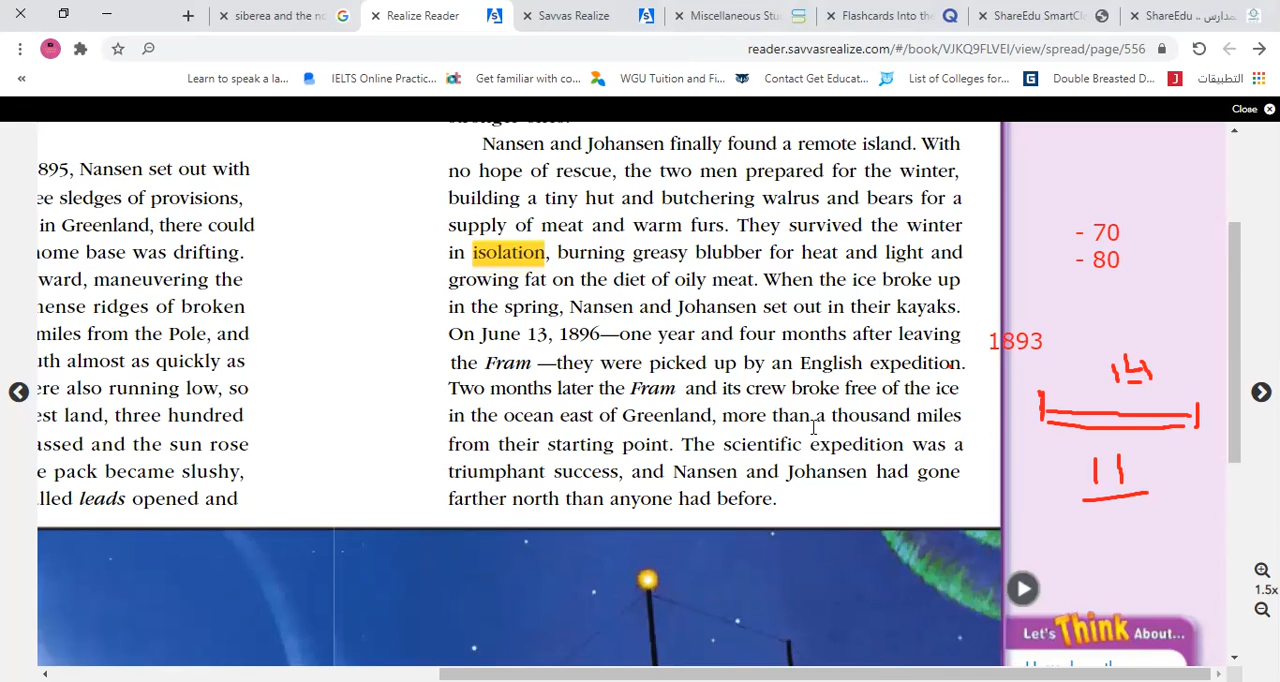 siberea and the no
Realize Reader
Savvas Realize
Miscellaneous Stu
Flashcards Into the
ShareEdu SmartCl
ShareEdu .. مدارس
reader.savvasrealize.com/#/book/VJKQ9FLVEI/view/spread/page/556
Learn to speak a la...
IELTS Online Practic...
Get familiar with co...
WGU Tuition and Fi...
Contact Get Educat...
List of Colleges for...
Double Breasted D...
التطبيقات
Close
895, Nansen set out with
ee sledges of provisions,
in Greenland, there could
ome base was drifting.
ward, maneuvering the
mense ridges of broken
miles from the Pole, and
uth almost as quickly as
ere also running low, so
est land, three hundred
assed and the sun rose
e pack became slushy,
alled leads opened and
Nansen and Johansen finally found a remote island. With
no hope of rescue, the two men prepared for the winter,
building a tiny hut and butchering walrus and bears for a
supply of meat and warm furs. They survived the winter
in isolation, burning greasy blubber for heat and light and
growing fat on the diet of oily meat. When the ice broke up
in the spring, Nansen and Johansen set out in their kayaks.
On June 13, 1896—one year and four months after leaving
the Fram —they were picked up by an English expedition.
Two months later the Fram and its crew broke free of the ice
in the ocean east of Greenland, more than a thousand miles
from their starting point. The scientific expedition was a
triumphant success, and Nansen and Johansen had gone
farther north than anyone had before.
- 70
- 80
1893
14
11
1.5x
Let's Think About...